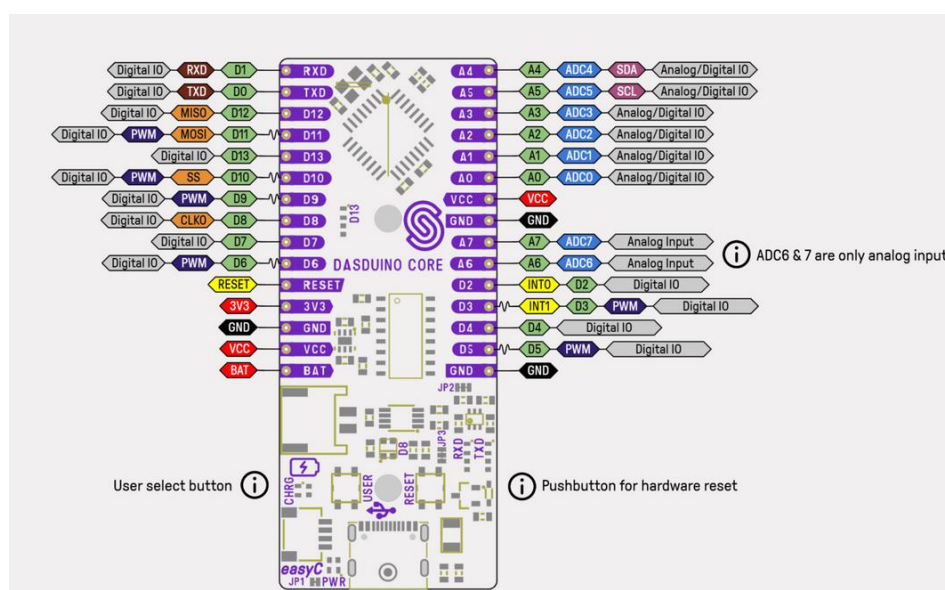 Digital IO RXD D1 RXD A4 A4 ADC4 SDA Analog/Digital IO
Digital IO TXD D0 TXD A5 A5 ADC5 SCL Analog/Digital IO
Digital IO MISO D12 D12 A3 A3 ADC3 Analog/Digital IO
Digital IO PWM MOSI D11 D11 A2 A2 ADC2 Analog/Digital IO
Digital IO D13 D13 A1 A1 ADC1 Analog/Digital IO
Digital IO PWM SS D10 D10 A0 A0 ADC0 Analog/Digital IO
Digital IO PWM D9 D9 VCC VCC
Digital IO CLKO D8 D8 D13 GND GND
Digital IO D7 D7 A7 A7 ADC7 Analog Input
Digital IO PWM D6 D6 DASDUINO CORE A6 A6 ADC6 Analog Input
ADC6 & 7 are only analog input
RESET RESET D2 INT0 D2 Digital IO
3V3 3V3 D3 INT1 D3 PWM Digital IO
GND GND D4 D4 Digital IO
VCC VCC D5 D5 PWM Digital IO
BAT BAT GND GND
JP2
JP3
D8 RXD TXD
User select button CHRG USER RESET Pushbutton for hardware reset
easyC
JP1 PWR